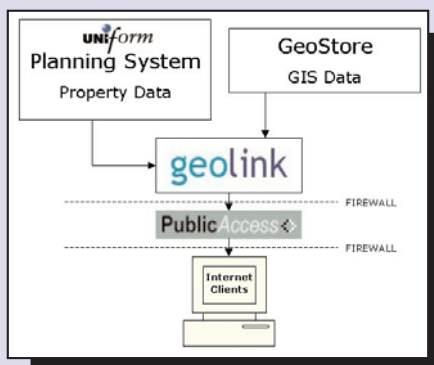 UNiform
Planning System
Property Data
GeoStore
GIS Data
geolink
FIREWALL
PublicAccess
FIREWALL
Internet
Clients